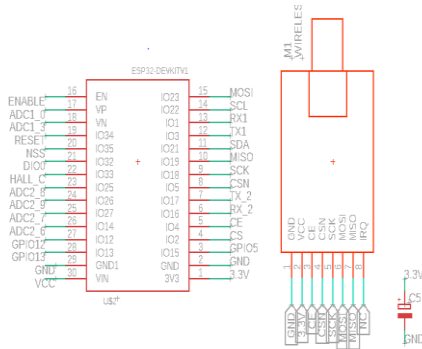 ESP32-DEVKITV1
ENABLE 16 EN IO23 15 MOSI
ADC1_0 17 VP IO22 14 SCL
ADC1_3 18 VN IO1 13 RX1
RESET 19 IO34 IO3 12 TX1
NSS 20 IO35 IO21 11 SDA
DIO0 21 IO32 IO19 10 MISO
HALL_C 22 IO33 IO18 9 SCK
ADC2_8 23 IO25 IO5 8 CSN
ADC2_9 24 IO26 IO17 7 TX_2
ADC2_7 25 IO27 IO16 6 RX_2
ADC2_6 26 IO14 IO4 5 CE
GPIO12 27 IO12 IO2 4 CS
GPIO13 28 IO13 IO15 3 GPIO5
GND 29 GND1 GND 2 GND
VCC 30 VIN 3V3 1 3.3V
U$2
M1
WIRELES
GND VCC CE CSN SCK MOSI MISO IRQ
1 2 3 4 5 6 7 8
GND 3.3V CE CSN SCK MOSI MISO NC
3.3V
C5
GND